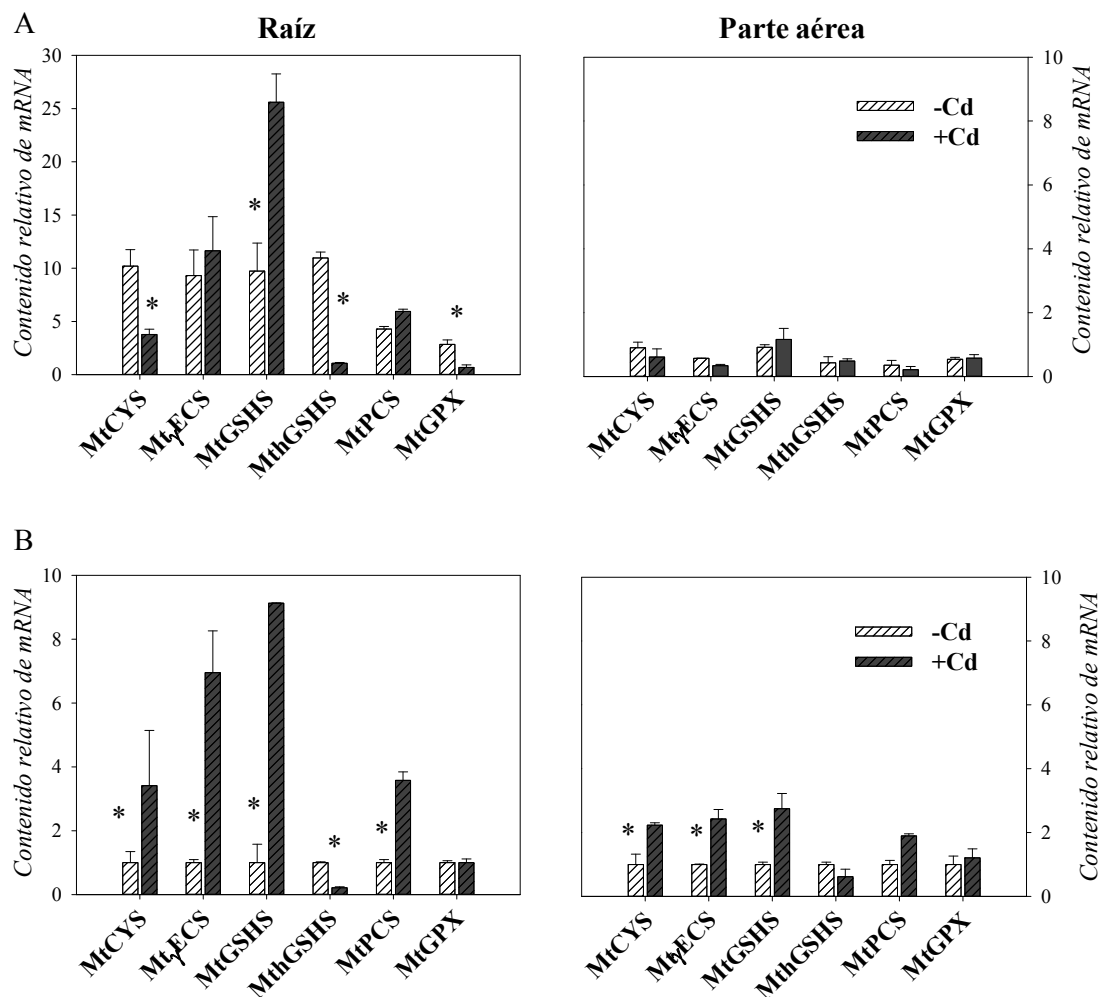 A
Raíz
Parte aérea
Contenido relativo de mRNA
30
25
20
15
10
5
0
*
*
*
*
MtCYS
MtγECS
MtGSHS
MthGSHS
MtPCS
MtGPX
-Cd
+Cd
10
8
6
4
2
0
Contenido relativo de mRNA
MtCYS
MtγECS
MtGSHS
MthGSHS
MtPCS
MtGPX
B
Contenido relativo de mRNA
10
8
6
4
2
0
*
*
*
*
*
MtCYS
MtγECS
MtGSHS
MthGSHS
MtPCS
MtGPX
-Cd
+Cd
*
*
*
10
8
6
4
2
0
Contenido relativo de mRNA
MtCYS
MtγECS
MtGSHS
MthGSHS
MtPCS
MtGPX